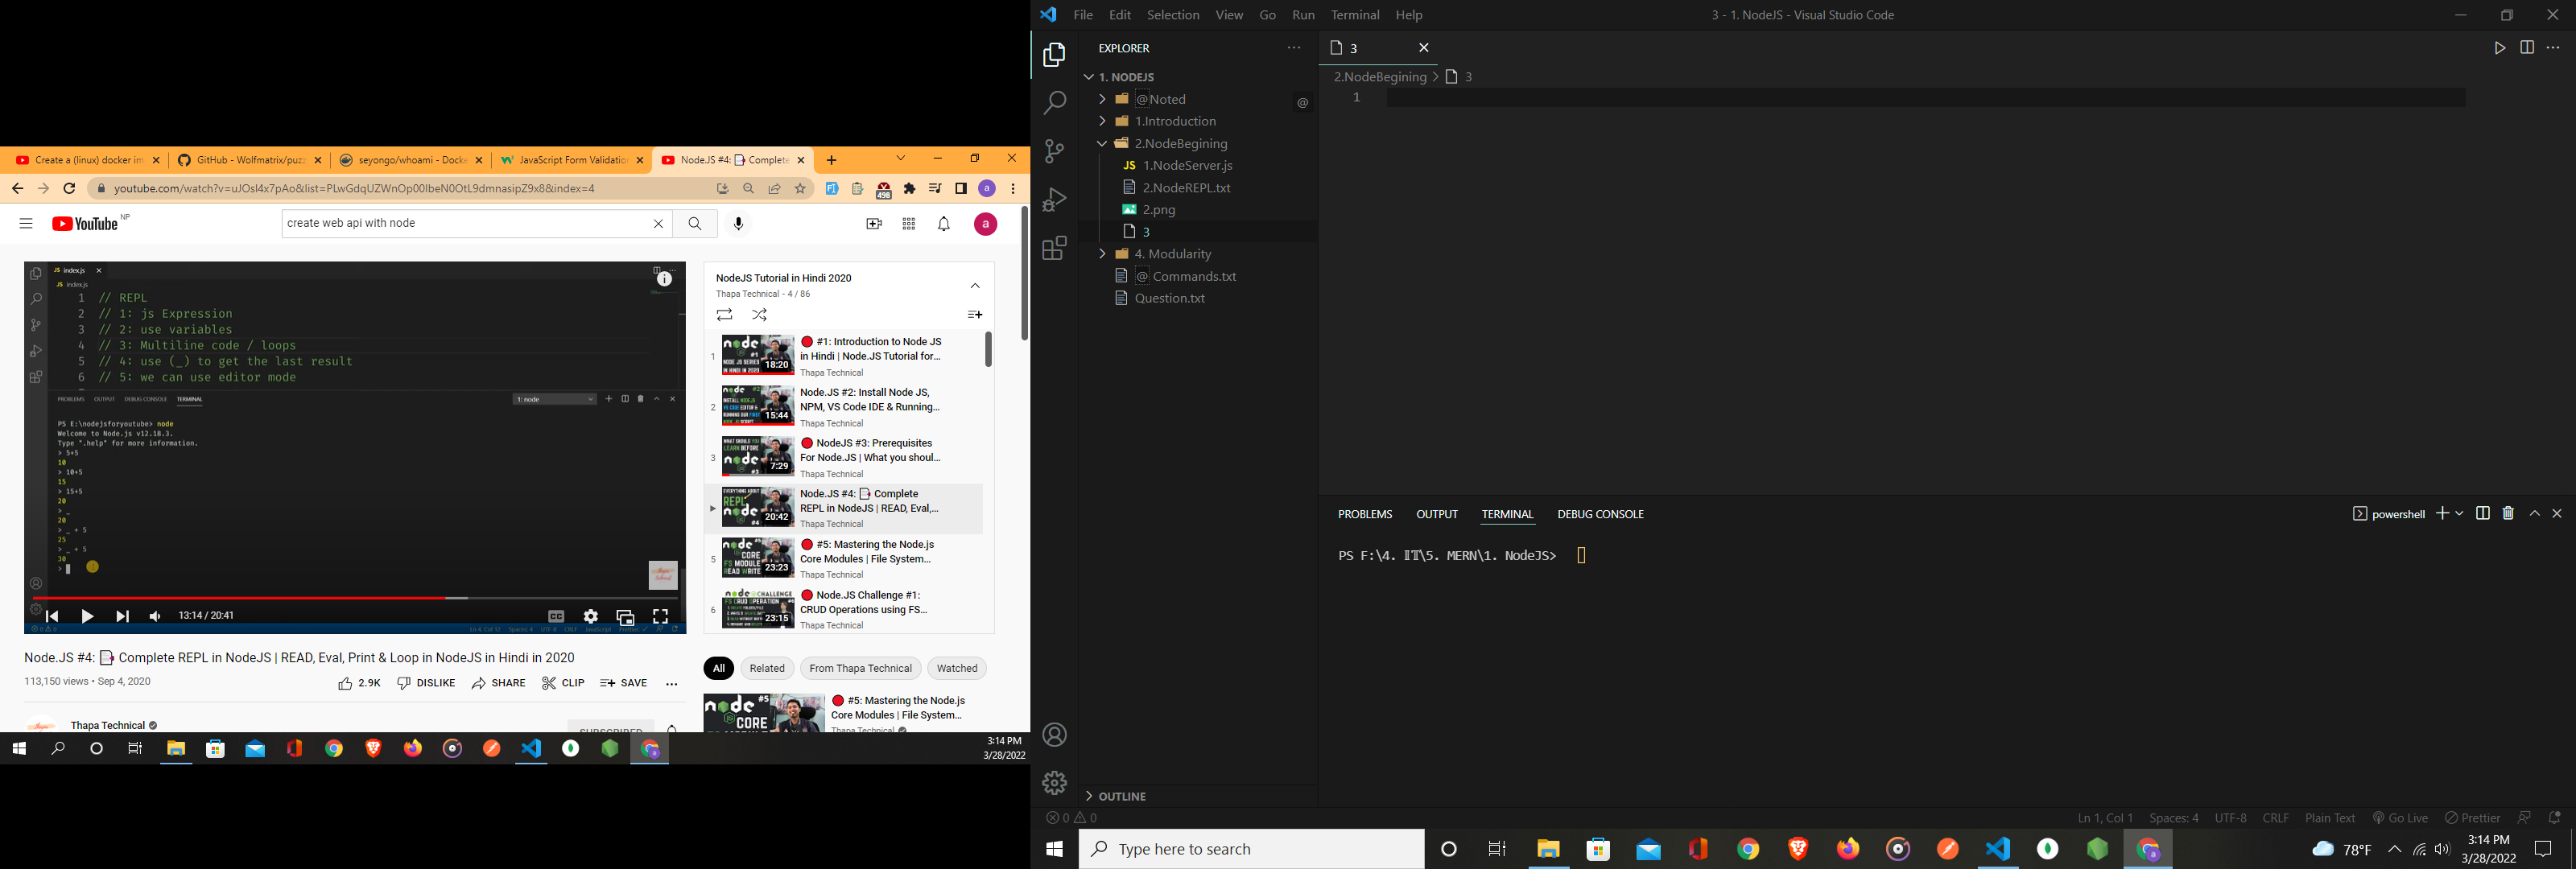 Create a (linux) docker im
GitHub - Wolfmatrix/puzz
seyongo/whoami - Docke
JavaScript Form Validatio
Node.JS #4: 📑 Complete
youtube.com/watch?v=uJOsl4x7pAo&list=PLwGdqUZWnOp00IbeN0OtL9dmnasipZ9x8&index=4
498
a
YouTube NP
create web api with node
a
JS index.js
JS index.js
1 // REPL
2 // 1: js Expression
3 // 2: use variables
4 // 3: Multiline code / loops
5 // 4: use (_) to get the last result
6 // 5: we can use editor mode
PROBLEMS OUTPUT DEBUG CONSOLE TERMINAL
1: node
PS E:\nodejsforyoutube> node
Welcome to Node.js v12.18.3.
Type ".help" for more information.
> 5+5
10
> 10+5
15
> 15+5
20
> _
20
> _ + 5
25
> _ + 5
30
>
13:14 / 20:41
CC
Node.JS #4: 📑 Complete REPL in NodeJS | READ, Eval, Print & Loop in NodeJS in Hindi in 2020
113,150 views • Sep 4, 2020
2.9K DISLIKE SHARE CLIP SAVE ...
Thapa Technical
SUBSCRIBED
NodeJS Tutorial in Hindi 2020
Thapa Technical - 4 / 86
1
18:20
🔴 #1: Introduction to Node JS
in Hindi | Node.JS Tutorial for...
Thapa Technical
2
15:44
Node.JS #2: Install Node JS,
NPM, VS Code IDE & Running...
Thapa Technical
3
7:29
🔴 NodeJS #3: Prerequisites
For Node.JS | What you shoul...
Thapa Technical
20:42
Node.JS #4: 📑 Complete
REPL in NodeJS | READ, Eval,...
Thapa Technical
5
23:23
🔴 #5: Mastering the Node.js
Core Modules | File System...
Thapa Technical
6
23:15
🔴 Node.JS Challenge #1:
CRUD Operations using FS...
Thapa Technical
All Related From Thapa Technical Watched
node #5
CORE
🔴 #5: Mastering the Node.js
Core Modules | File System...
Thapa Technical
3:14 PM
3/28/2022
File Edit Selection View Go Run Terminal Help
3 - 1. NodeJS - Visual Studio Code
EXPLORER
1. NODEJS
@Noted
@
1.Introduction
2.NodeBegining
JS 1.NodeServer.js
2.NodeREPL.txt
2.png
3
4. Modularity
@ Commands.txt
Question.txt
OUTLINE
3
2.NodeBegining > 3
1
PROBLEMS OUTPUT TERMINAL DEBUG CONSOLE
powershell
PS F:\4. IT\5. MERN\1. NodeJS>
0 0
Ln 1, Col 1 Spaces: 4 UTF-8 CRLF Plain Text Go Live Prettier
Type here to search
78°F
3:14 PM
3/28/2022